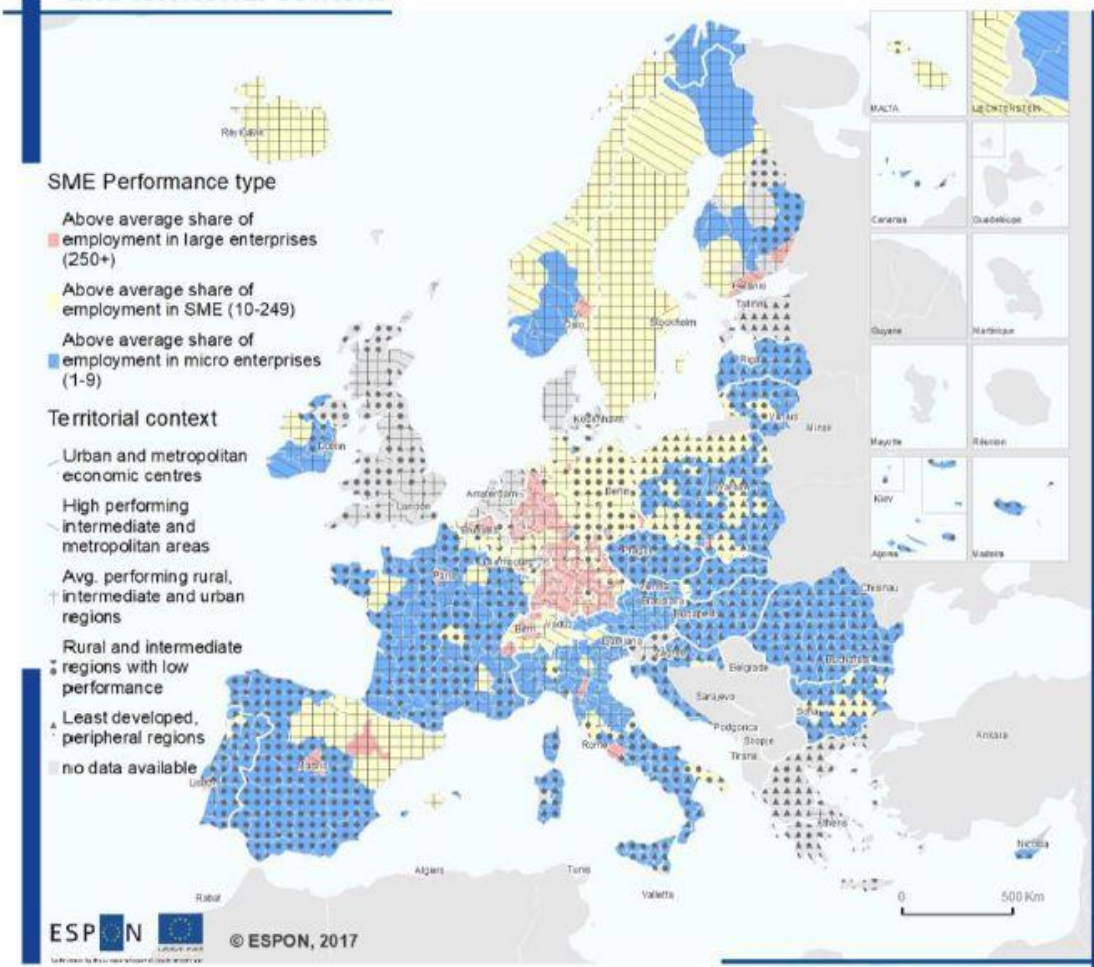 SME Performance type
Above average share of
employment in large enterprises
(250+)
Above average share of
employment in SME (10-249)
Above average share of
employment in micro enterprises
(1-9)
Territorial context
Urban and metropolitan
economic centres
High performing
intermediate and
metropolitan areas
Avg. performing rural,
intermediate and urban
regions
Rural and intermediate
regions with low
performance
Least developed,
peripheral regions
no data available
Reykjavik
Oslo
Stockholm
Helsinki
Tallinn
Riga
Vilnius
Minsk
København
Dublin
London
Amsterdam
Berlin
Warsaw
Paris
Prague
Vienna
Bratislava
Budapest
Bern
Vaduz
Ljubljana
Zagreb
Chisinau
Belgrade
Bucharest
Sarajevo
Podgorica
Sofia
Skopje
Tirana
Rome
Madrid
Lisbon
Ankara
Athens
Nicosia
Algiers
Tunis
Valletta
Rabat
MALTA
LIECHTENSTEIN
Canarias
Guadeloupe
Guyane
Martinique
Mayotte
Réunion
Kiev
Açores
Madeira
0 500 Km
ESPON
© ESPON, 2017